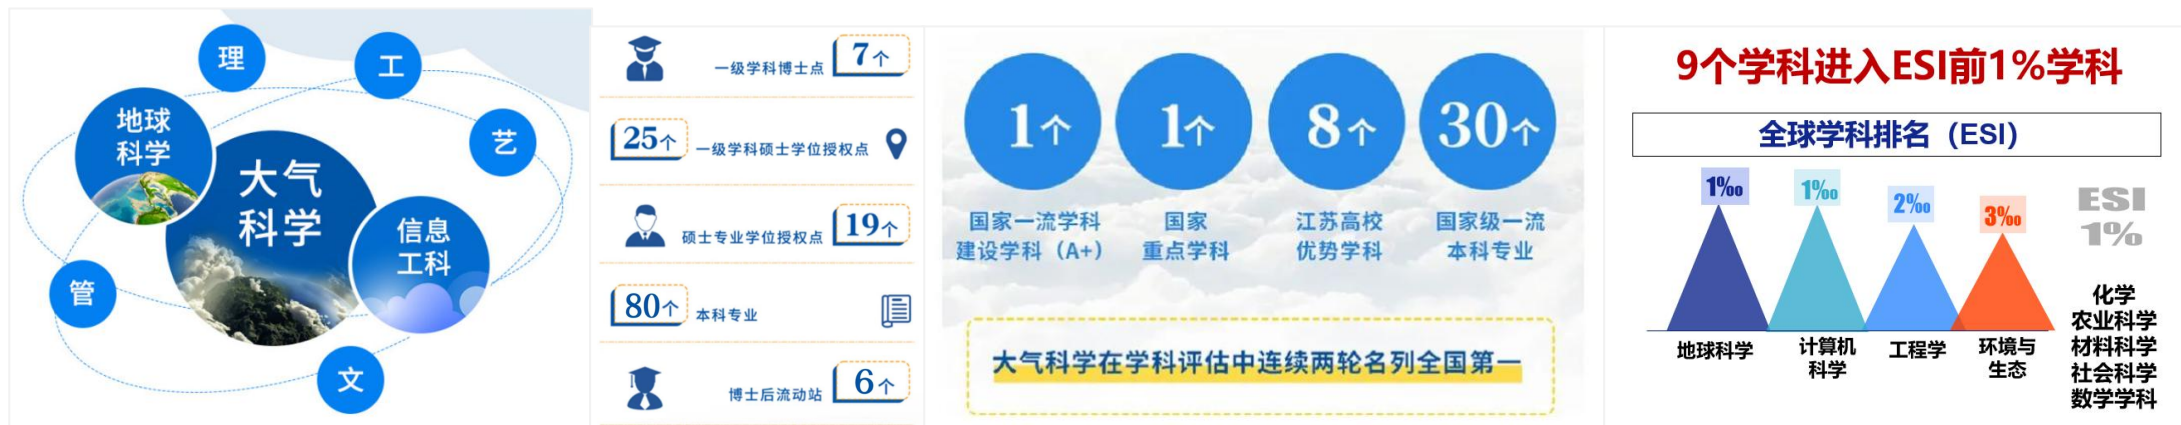 理
工
艺
地球
科学
大气
科学
信息
工科
管
文
一级学科博士点 7个
25个 一级学科硕士学位授权点
硕士专业学位授权点 19个
80个 本科专业
博士后流动站 6个
1个
国家一流学科
建设学科（A+）
1个
国家
重点学科
8个
江苏高校
优势学科
30个
国家级一流
本科专业
大气科学在学科评估中连续两轮名列全国第一
9个学科进入ESI前1%学科
全球学科排名（ESI）
1‱
地球科学
1‱
计算机
科学
2‱
工程学
3‱
环境与
生态
ESI
1%
化学
农业科学
材料科学
社会科学
数学学科